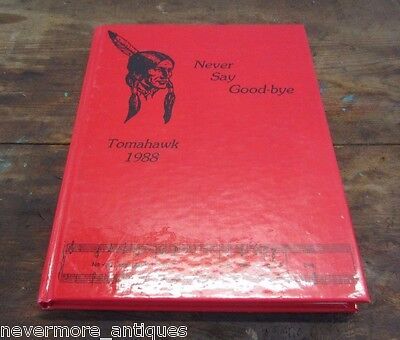 Never
Say
Good-bye
Tomahawk
1988
nevermore_antiques